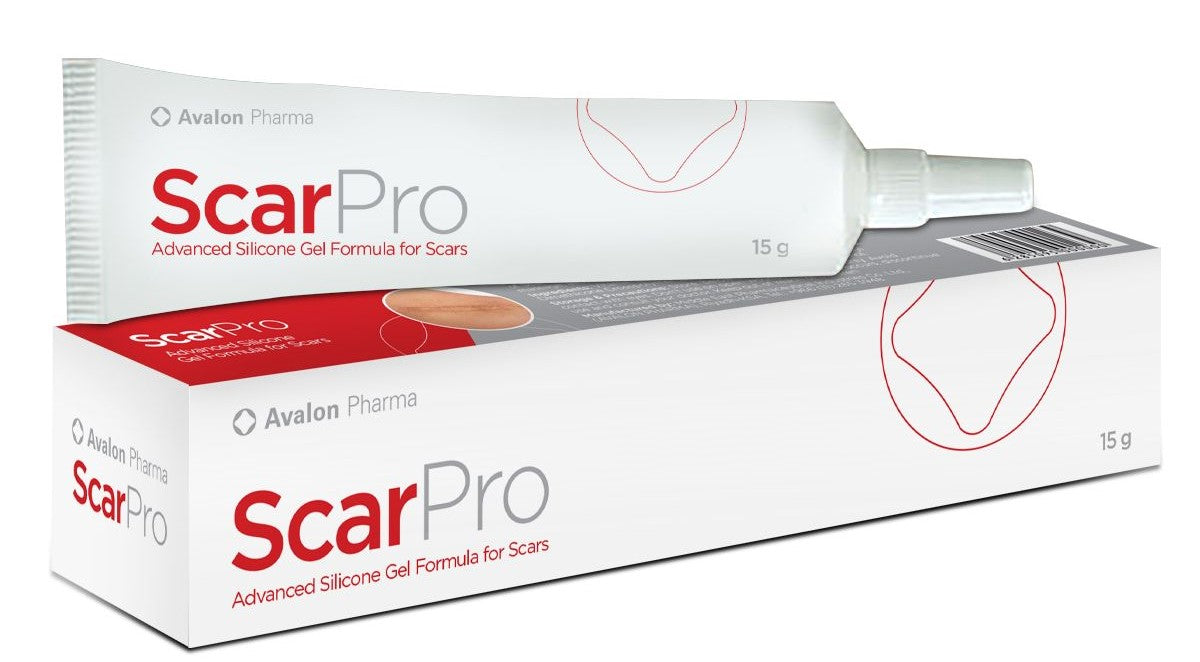 Avalon Pharma
ScarPro
Advanced Silicone Gel Formula for Scars
15 g
ScarPro
Advanced Silicone
Gel Formula for Scars
Avalon Pharma
ScarPro
Avalon Pharma
ScarPro
Advanced Silicone Gel Formula for Scars
15 g